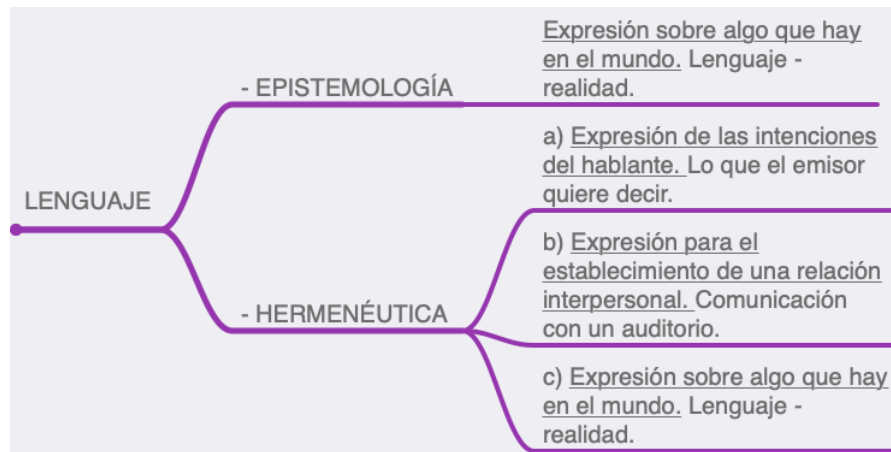 Expresión sobre algo que hay
en el mundo. Lenguaje -
realidad.
- EPISTEMOLOGÍA
a) Expresión de las intenciones
del hablante. Lo que el emisor
quiere decir.
LENGUAJE
b) Expresión para el
establecimiento de una relación
interpersonal. Comunicación
con un auditorio.
- HERMENÉUTICA
c) Expresión sobre algo que hay
en el mundo. Lenguaje -
realidad.